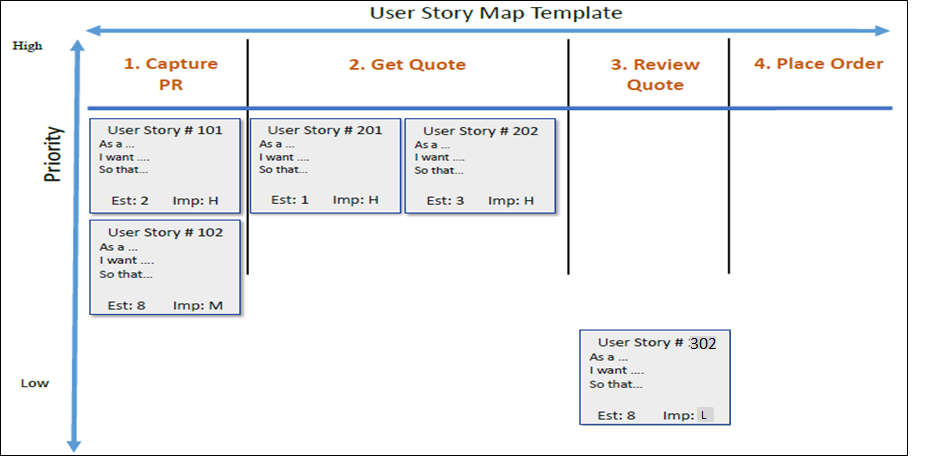 User Story Map Template
High
1. Capture
PR
2. Get Quote
3. Review
Quote
4. Place Order
Priority
User Story # 101
As a ...
I want ....
So that...
Est: 2 Imp: H
User Story # 201
As a ...
I want ....
So that...
Est: 1 Imp: H
User Story # 202
As a ...
I want ....
So that...
Est: 3 Imp: H
User Story # 102
As a ...
I want ....
So that...
Est: 8 Imp: M
Low
User Story # 302
As a ...
I want ....
So that...
Est: 8 Imp: L